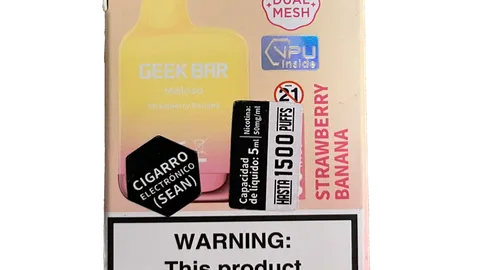 DUAL
MESH
VPU
inside
GEEK BAR
21
STRAWBERRY
BANANA
CIGARRO
ELECTRÓNICO
(SEAN)
Capacidad
de líquido: 5ml
Nicotina:
50mg/ml
HASTA 1500 PUFFS
WARNING:
This product